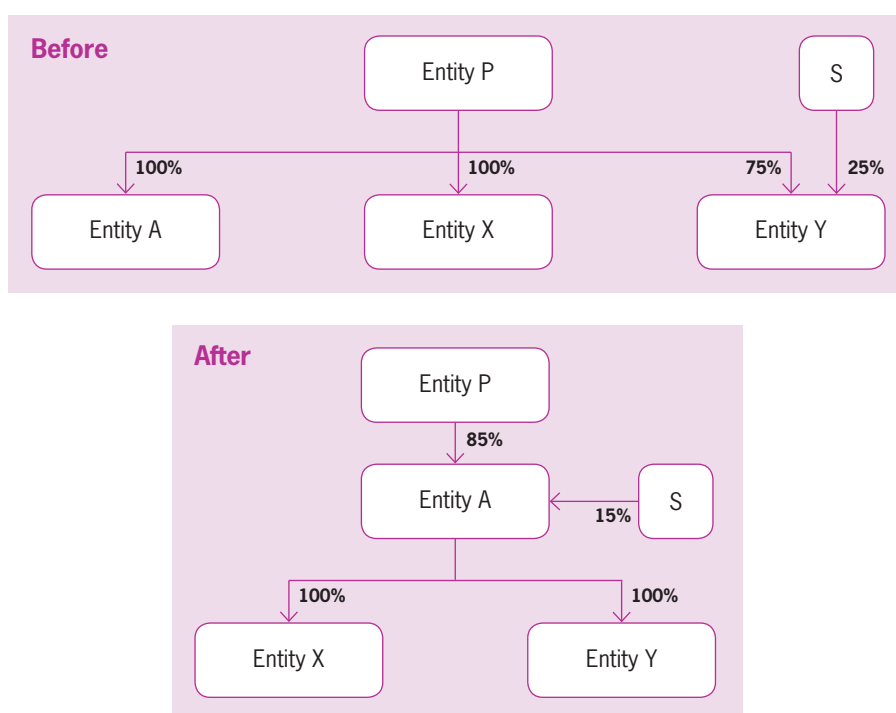 Before
Entity P
S
100%
100%
75%
25%
Entity A
Entity X
Entity Y
After
Entity P
85%
Entity A
S
15%
100%
100%
Entity X
Entity Y